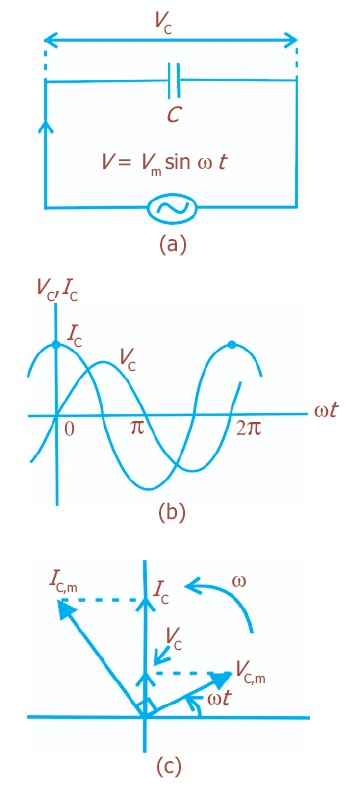 V_C
C
V = V_m sin ω t
(a)
V_C, I_C
I_C
V_C
ωt
0 π 2π
(b)
I_C,m
I_C
ω
V_C
V_C,m
ωt
(c)